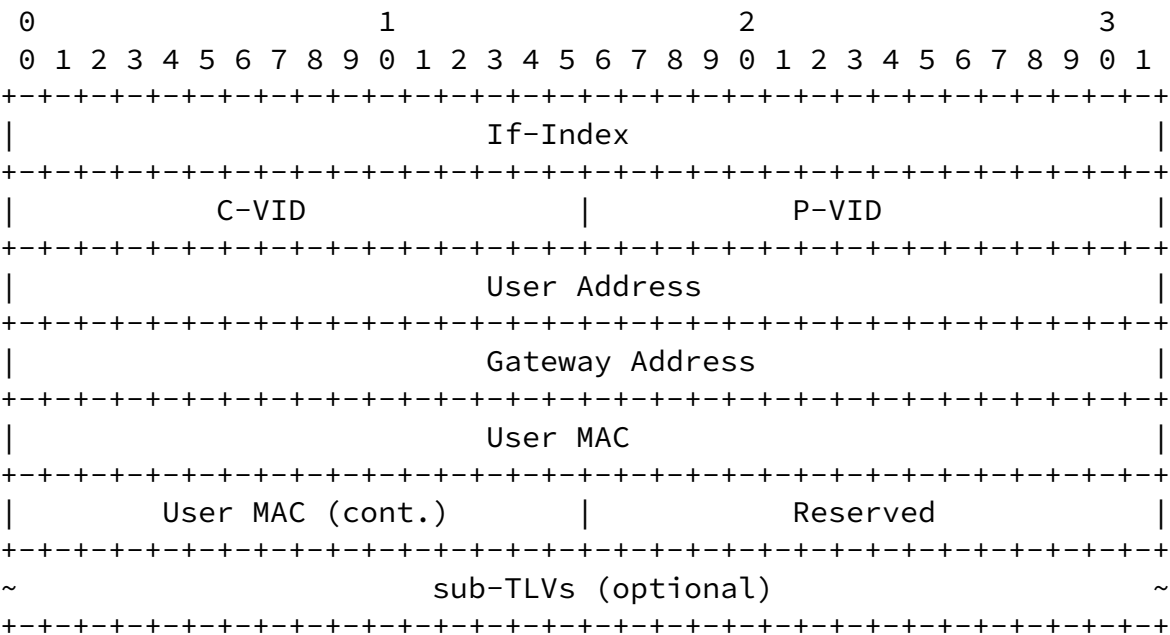 0                   1                   2                   3
0 1 2 3 4 5 6 7 8 9 0 1 2 3 4 5 6 7 8 9 0 1 2 3 4 5 6 7 8 9 0 1
+-+-+-+-+-+-+-+-+-+-+-+-+-+-+-+-+-+-+-+-+-+-+-+-+-+-+-+-+-+-+-+-+
|                          If-Index                             |
+-+-+-+-+-+-+-+-+-+-+-+-+-+-+-+-+-+-+-+-+-+-+-+-+-+-+-+-+-+-+-+-+
|           C-VID               |           P-VID               |
+-+-+-+-+-+-+-+-+-+-+-+-+-+-+-+-+-+-+-+-+-+-+-+-+-+-+-+-+-+-+-+-+
|                          User Address                         |
+-+-+-+-+-+-+-+-+-+-+-+-+-+-+-+-+-+-+-+-+-+-+-+-+-+-+-+-+-+-+-+-+
|                          Gateway Address                      |
+-+-+-+-+-+-+-+-+-+-+-+-+-+-+-+-+-+-+-+-+-+-+-+-+-+-+-+-+-+-+-+-+
|                          User MAC                             |
+-+-+-+-+-+-+-+-+-+-+-+-+-+-+-+-+-+-+-+-+-+-+-+-+-+-+-+-+-+-+-+-+
|        User MAC (cont.)       |           Reserved            |
+-+-+-+-+-+-+-+-+-+-+-+-+-+-+-+-+-+-+-+-+-+-+-+-+-+-+-+-+-+-+-+-+
~                       sub-TLVs (optional)                     ~
+-+-+-+-+-+-+-+-+-+-+-+-+-+-+-+-+-+-+-+-+-+-+-+-+-+-+-+-+-+-+-+-+